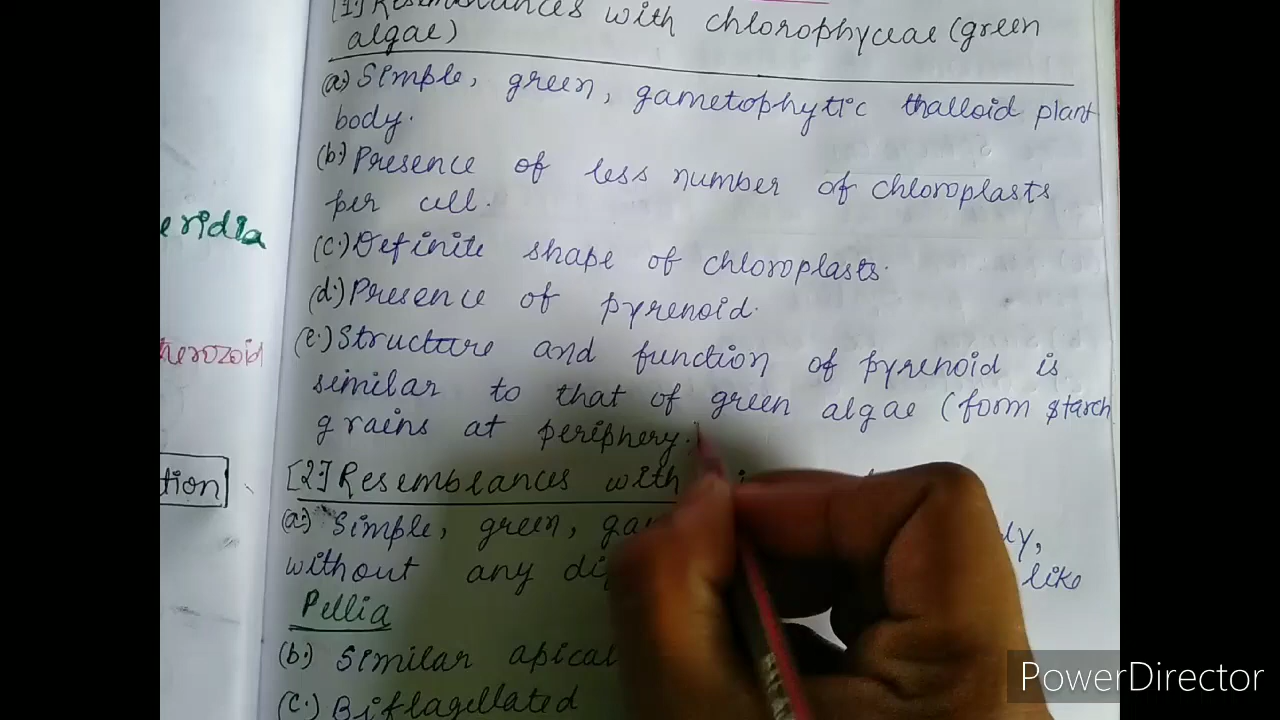 [1] Resemblances with chlorophyceae (green
algae)
(a.) Simple, green, gametophytic thalloid plant
body.
(b.) Presence of less number of chloroplasts
per cell.
(c.) Definite shape of chloroplasts.
(d.) Presence of pyrenoid.
(e.) Structure and function of pyrenoid is
similar to that of green algae (form starch
grains at periphery.
[2] Resemblances with
(a.) Simple, green,
without any like
Pellia
(b.) Similar apical
(c.) Biflagellated
eridia
herozoid
tion
PowerDirector